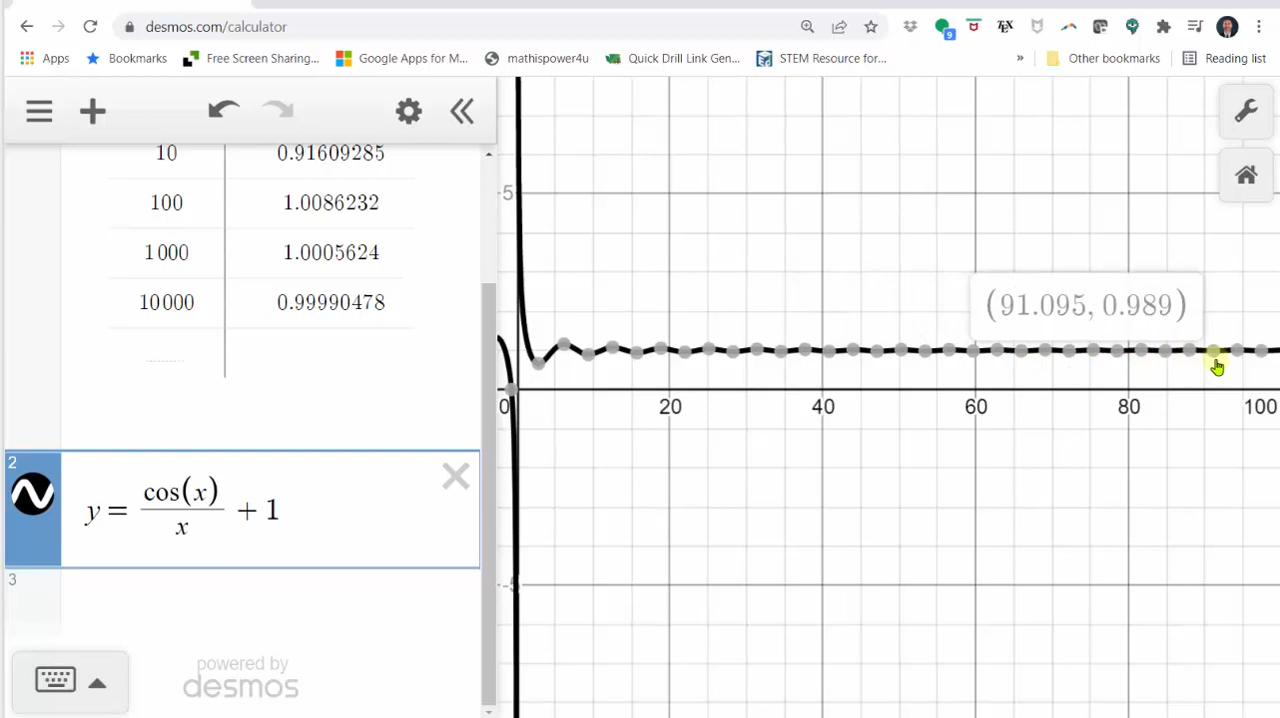 desmos.com/calculator
9
TEX
Apps
Bookmarks
Free Screen Sharing...
Google Apps for M...
mathispower4u
Quick Drill Link Gen...
STEM Resource for...
»
Other bookmarks
Reading list
10 0.91609285
100 1.0086232
1000 1.0005624
10000 0.99990478
2
y = cos(x)/x + 1
3
powered by
desmos
5
(91.095, 0.989)
0 20 40 60 80 100
-5